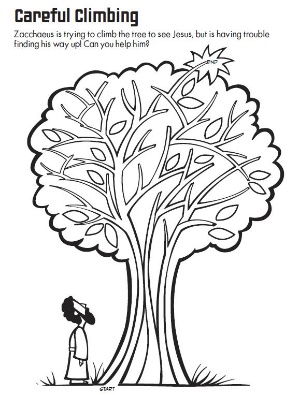 Careful Climbing
Zacchaeus is trying to climb the tree to see Jesus, but is having trouble
finding his way up! Can you help him?
END
START